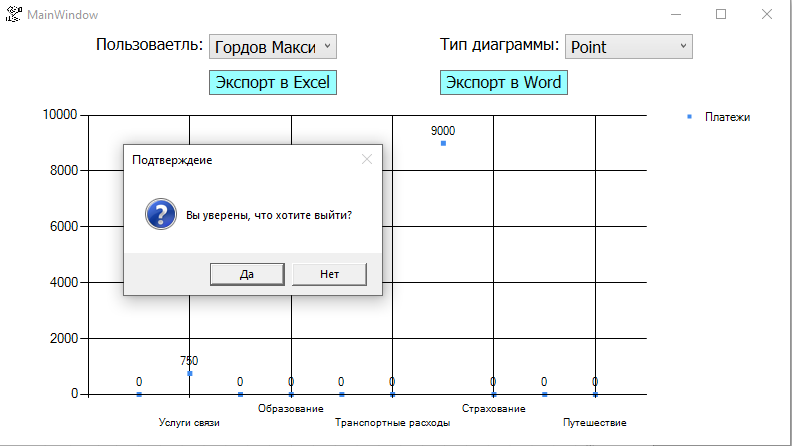 MainWindow
Пользоваетль: Гордов Макси Тип диаграммы: Point
Экспорт в Excel Экспорт в Word
10000
8000
6000
4000
2000
0
9000
Платежи
Подтвердеие
Вы уверены, что хотите выйти?
Да Нет
0 750 0 0 0 0 0 0 0
Образование Страхование
Услуги связи Транспортные расходы Путешествие